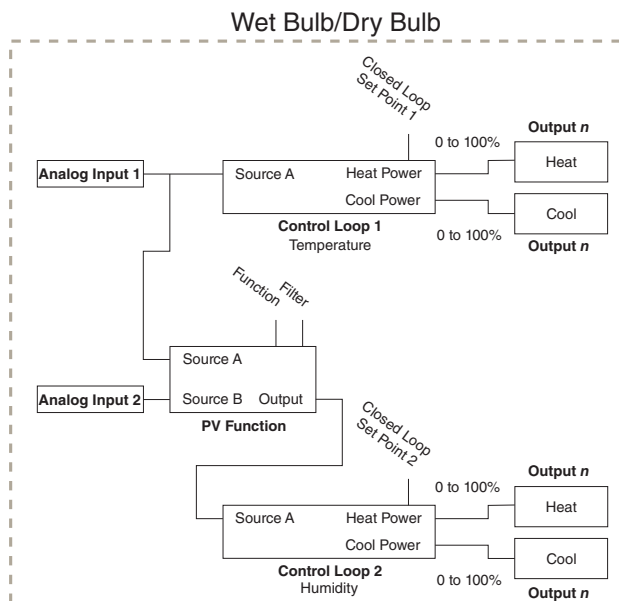 Wet Bulb/Dry Bulb
Closed Loop
Set Point 1
0 to 100%
Output n
Analog Input 1
Source A
Heat Power
Heat
Cool Power
Cool
Control Loop 1
Temperature
0 to 100%
Output n
Function
Filter
Source A
Analog Input 2
Source B
Output
PV Function
Closed Loop
Set Point 2
0 to 100%
Output n
Source A
Heat Power
Heat
Cool Power
Cool
Control Loop 2
Humidity
0 to 100%
Output n